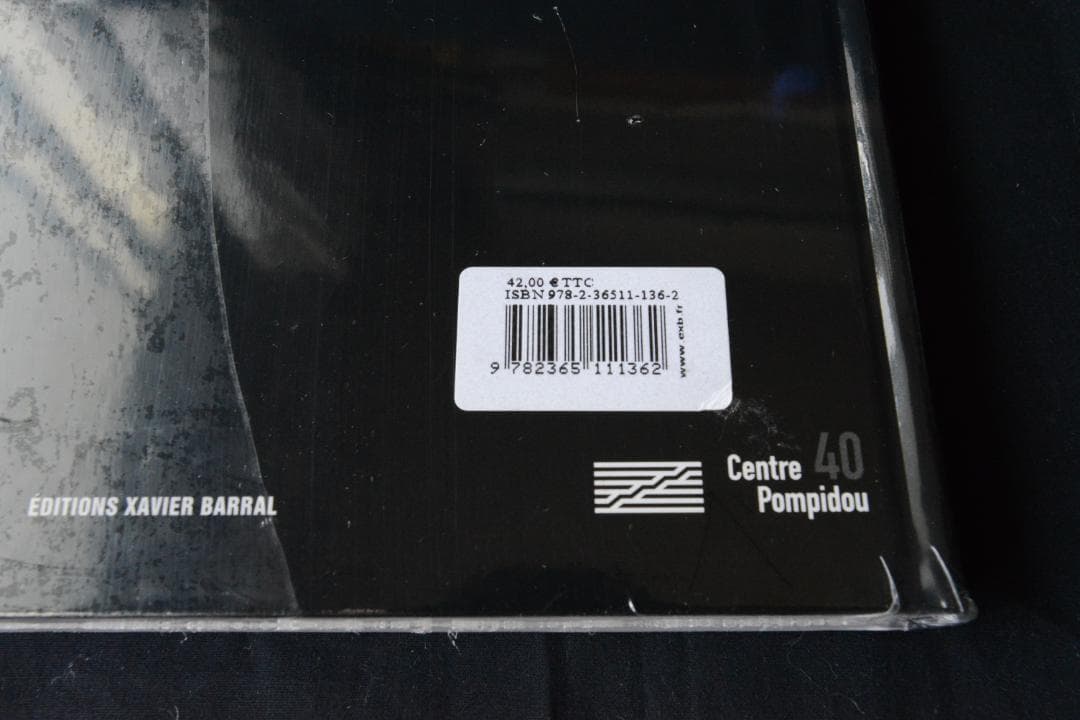 42,00 € TTC
ISBN 978-2-36511-136-2
9 782365 111362
www.exb.fr
Centre 40
Pompidou
ÉDITIONS XAVIER BARRAL